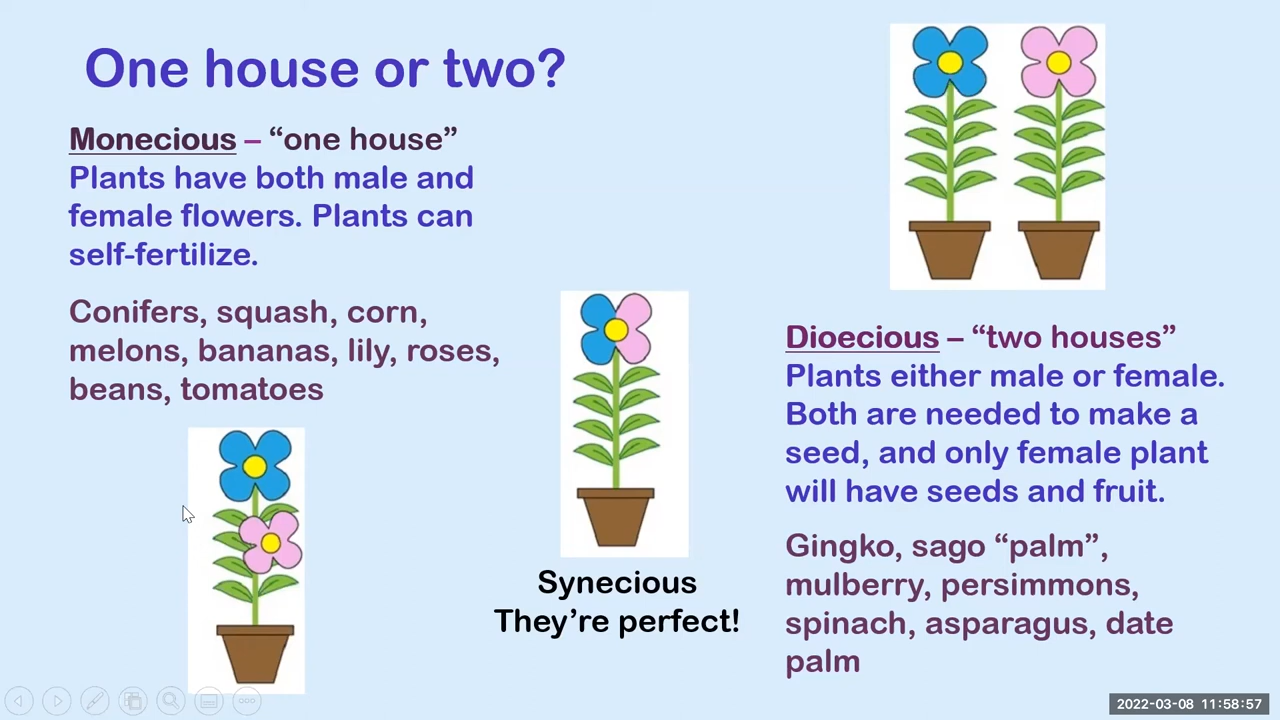 One house or two?
Monecious – “one house”
Plants have both male and
female flowers. Plants can
self-fertilize.
Conifers, squash, corn,
melons, bananas, lily, roses,
beans, tomatoes
Synecious
They’re perfect!
Dioecious – “two houses”
Plants either male or female.
Both are needed to make a
seed, and only female plant
will have seeds and fruit.
Gingko, sago “palm”,
mulberry, persimmons,
spinach, asparagus, date
palm
2022-03-08 11:58:57